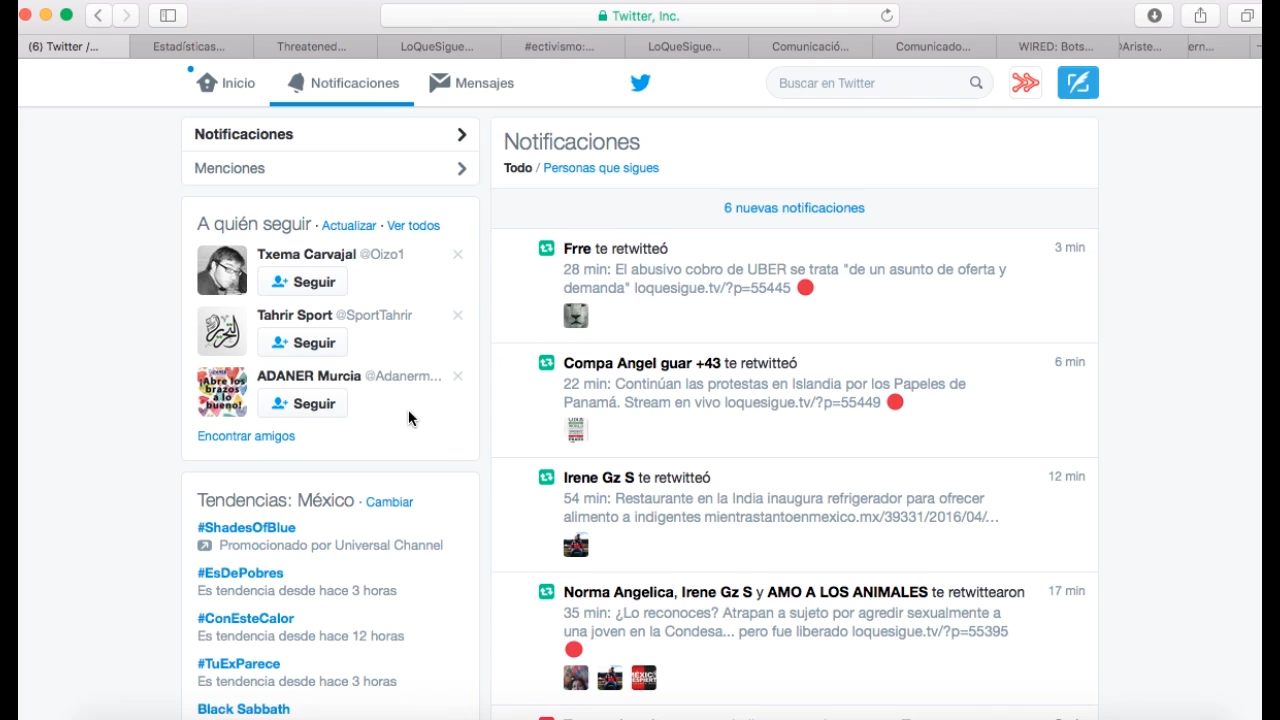 Twitter, Inc.
(6) Twitter /...
Estadísticas...
Threatened...
LoQueSigue...
#ectivismo:...
LoQueSigue...
Comunicació...
Comunicado...
WIRED: Bots...
Ariste...
ern...
Inicio
Notificaciones
Mensajes
Buscar en Twitter
Notificaciones
Menciones
A quién seguir · Actualizar · Ver todos
Txema Carvajal @Oizo1
Seguir
Tahrir Sport @SportTahrir
Seguir
ADANER Murcia @Adanerm...
Seguir
Encontrar amigos
Tendencias: México · Cambiar
#ShadesOfBlue
Promocionado por Universal Channel
#EsDePobres
Es tendencia desde hace 3 horas
#ConEsteCalor
Es tendencia desde hace 12 horas
#TuExParece
Es tendencia desde hace 3 horas
Black Sabbath
Notificaciones
Todo / Personas que sigues
6 nuevas notificaciones
Frre te retwitteó 3 min
28 min: El abusivo cobro de UBER se trata "de un asunto de oferta y
demanda" loquesigue.tv/?p=55445
Compa Angel guar +43 te retwitteó 6 min
22 min: Continúan las protestas en Islandia por los Papeles de
Panamá. Stream en vivo loquesigue.tv/?p=55449
Irene Gz S te retwitteó 12 min
54 min: Restaurante en la India inaugura refrigerador para ofrecer
alimento a indigentes mientrastantoenmexico.mx/39331/2016/04/...
Norma Angelica, Irene Gz S y AMO A LOS ANIMALES te retwittearon 17 min
35 min: ¿Lo reconoces? Atrapan a sujeto por agredir sexualmente a
una joven en la Condesa... pero fue liberado loquesigue.tv/?p=55395